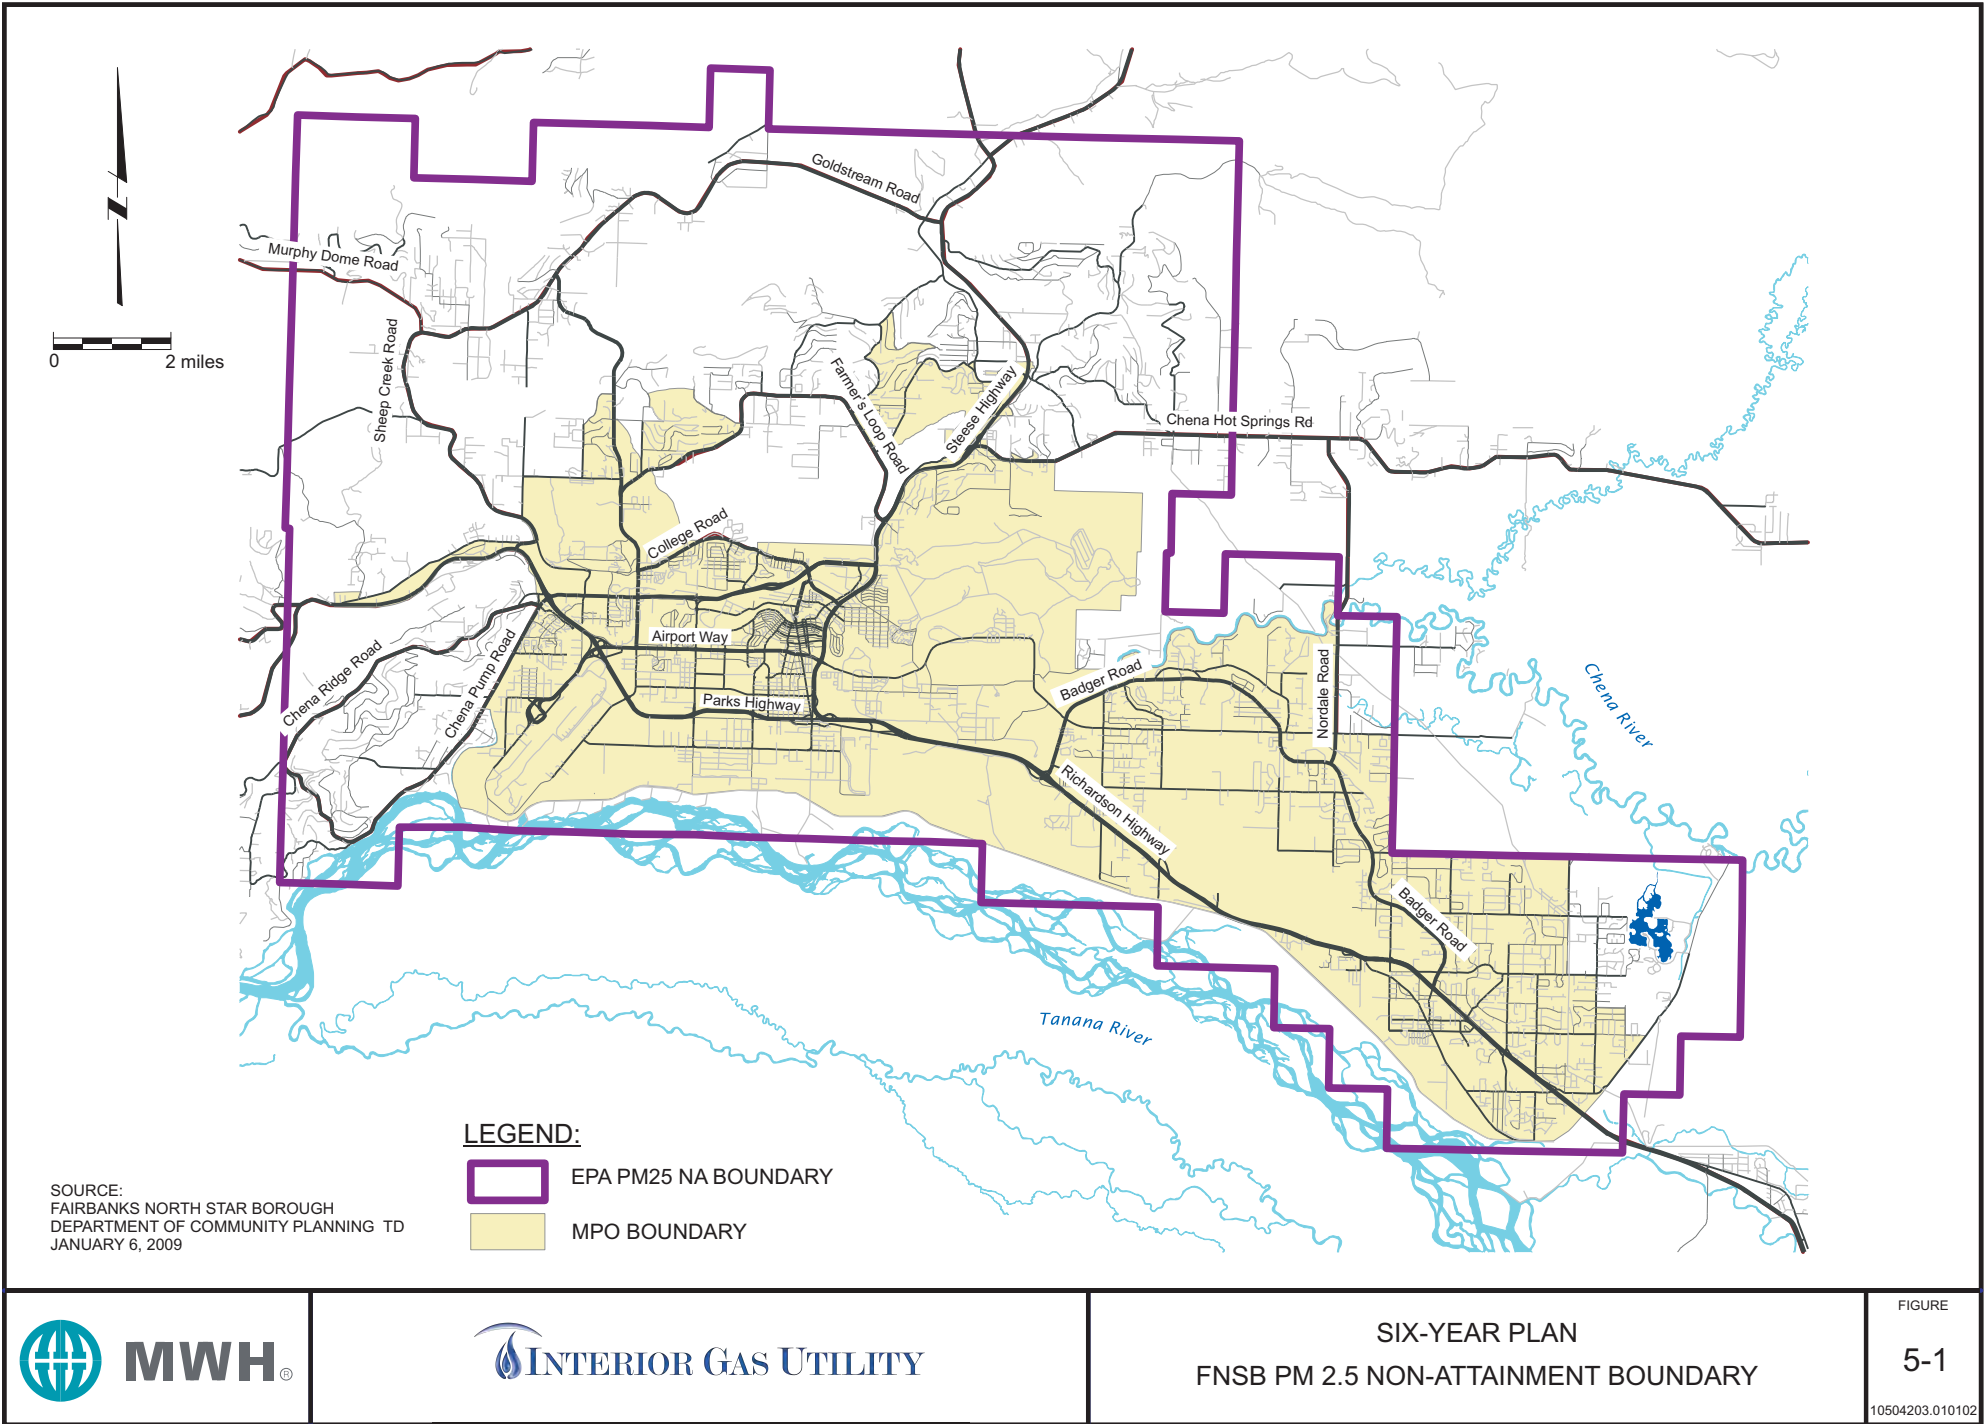 Goldstream Road
Murphy Dome Road
0
2 miles
Sheep Creek Road
Farmer's Loop Road
Steese Highway
Chena Hot Springs Rd
College Road
Airport Way
Chena Ridge Road
Chena Pump Road
Parks Highway
Badger Road
Nordale Road
Chena River
Richardson Highway
Badger Road
Tanana River
LEGEND:
EPA PM25 NA BOUNDARY
MPO BOUNDARY
SOURCE:
FAIRBANKS NORTH STAR BOROUGH
DEPARTMENT OF COMMUNITY PLANNING TD
JANUARY 6, 2009
MWH®
INTERIOR GAS UTILITY
SIX-YEAR PLAN
FNSB PM 2.5 NON-ATTAINMENT BOUNDARY
FIGURE
5-1
10504203.010102
N